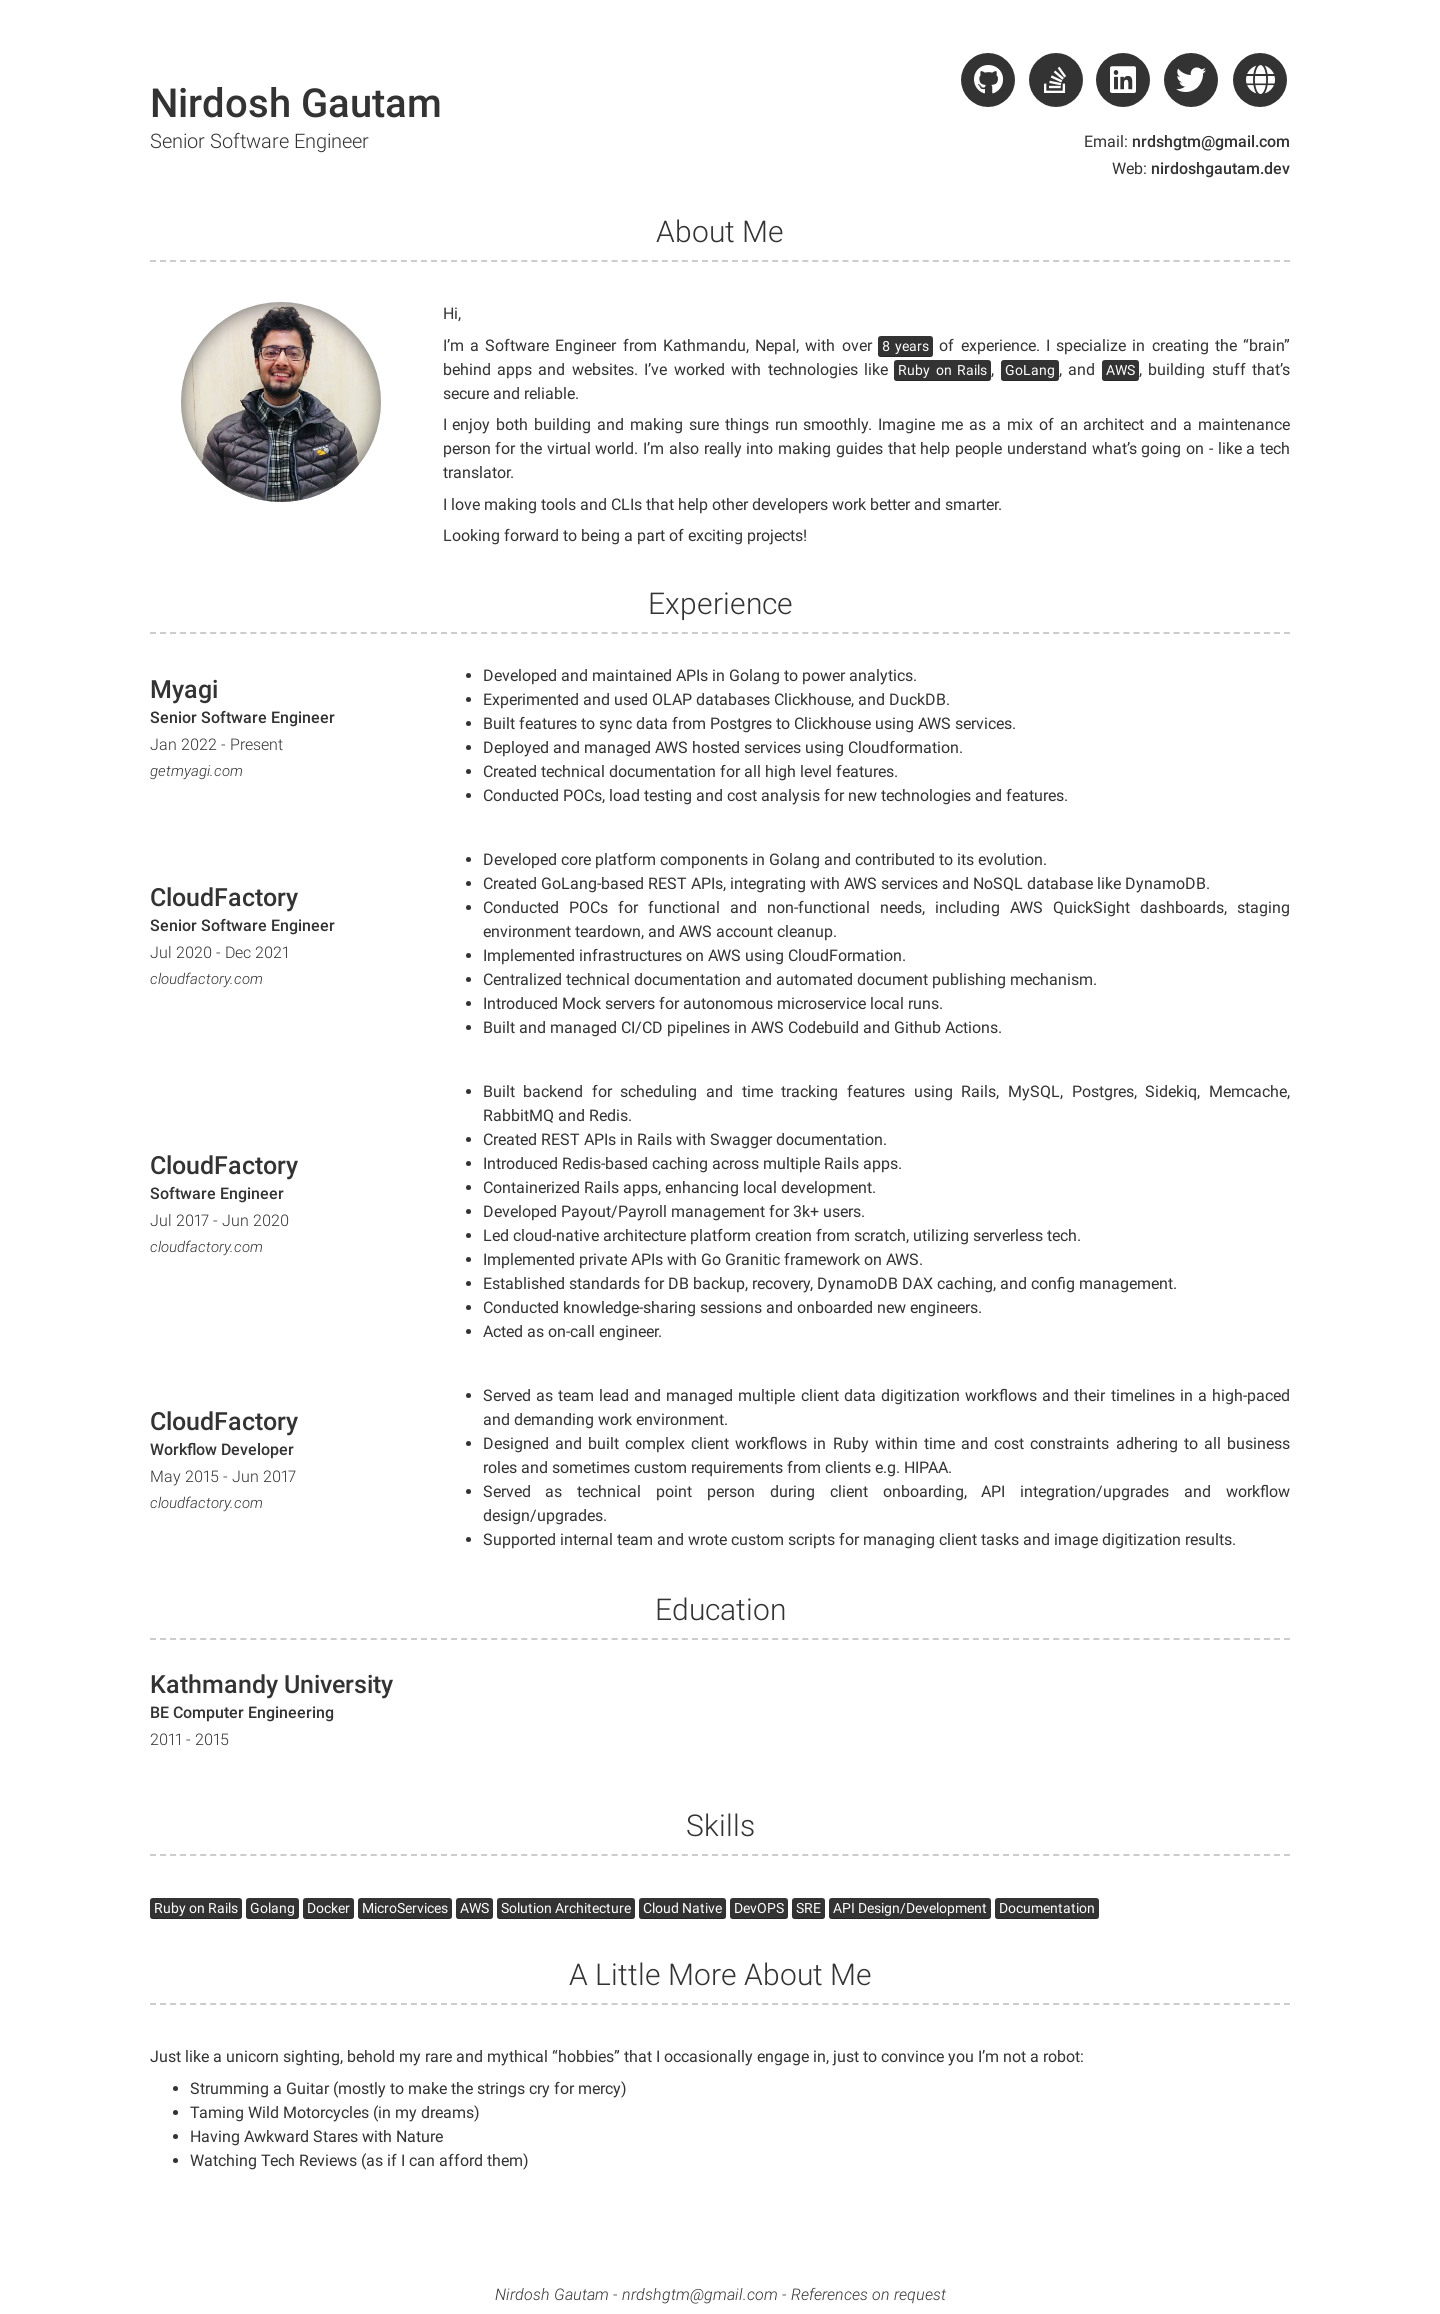 Nirdosh Gautam
Senior Software Engineer
Email: nrdshgtm@gmail.com
Web: nirdoshgautam.dev
About Me
Hi,
I’m a Software Engineer from Kathmandu, Nepal, with over 8 years of experience. I specialize in creating the “brain”
behind apps and websites. I’ve worked with technologies like Ruby on Rails, GoLang, and AWS, building stuff that’s
secure and reliable.
I enjoy both building and making sure things run smoothly. Imagine me as a mix of an architect and a maintenance
person for the virtual world. I’m also really into making guides that help people understand what’s going on - like a tech
translator.
I love making tools and CLIs that help other developers work better and smarter.
Looking forward to being a part of exciting projects!
Experience
Myagi
Senior Software Engineer
Jan 2022 - Present
getmyagi.com
• Developed and maintained APIs in Golang to power analytics.
• Experimented and used OLAP databases Clickhouse, and DuckDB.
• Built features to sync data from Postgres to Clickhouse using AWS services.
• Deployed and managed AWS hosted services using Cloudformation.
• Created technical documentation for all high level features.
• Conducted POCs, load testing and cost analysis for new technologies and features.
CloudFactory
Senior Software Engineer
Jul 2020 - Dec 2021
cloudfactory.com
• Developed core platform components in Golang and contributed to its evolution.
• Created GoLang-based REST APIs, integrating with AWS services and NoSQL database like DynamoDB.
• Conducted POCs for functional and non-functional needs, including AWS QuickSight dashboards, staging
environment teardown, and AWS account cleanup.
• Implemented infrastructures on AWS using CloudFormation.
• Centralized technical documentation and automated document publishing mechanism.
• Introduced Mock servers for autonomous microservice local runs.
• Built and managed CI/CD pipelines in AWS Codebuild and Github Actions.
CloudFactory
Software Engineer
Jul 2017 - Jun 2020
cloudfactory.com
• Built backend for scheduling and time tracking features using Rails, MySQL, Postgres, Sidekiq, Memcache,
RabbitMQ and Redis.
• Created REST APIs in Rails with Swagger documentation.
• Introduced Redis-based caching across multiple Rails apps.
• Containerized Rails apps, enhancing local development.
• Developed Payout/Payroll management for 3k+ users.
• Led cloud-native architecture platform creation from scratch, utilizing serverless tech.
• Implemented private APIs with Go Granitic framework on AWS.
• Established standards for DB backup, recovery, DynamoDB DAX caching, and config management.
• Conducted knowledge-sharing sessions and onboarded new engineers.
• Acted as on-call engineer.
CloudFactory
Workflow Developer
May 2015 - Jun 2017
cloudfactory.com
• Served as team lead and managed multiple client data digitization workflows and their timelines in a high-paced
and demanding work environment.
• Designed and built complex client workflows in Ruby within time and cost constraints adhering to all business
roles and sometimes custom requirements from clients e.g. HIPAA.
• Served as technical point person during client onboarding, API integration/upgrades and workflow
design/upgrades.
• Supported internal team and wrote custom scripts for managing client tasks and image digitization results.
Education
Kathmandy University
BE Computer Engineering
2011 - 2015
Skills
Ruby on Rails Golang Docker MicroServices AWS Solution Architecture Cloud Native DevOPS SRE API Design/Development Documentation
A Little More About Me
Just like a unicorn sighting, behold my rare and mythical “hobbies” that I occasionally engage in, just to convince you I’m not a robot:
• Strumming a Guitar (mostly to make the strings cry for mercy)
• Taming Wild Motorcycles (in my dreams)
• Having Awkward Stares with Nature
• Watching Tech Reviews (as if I can afford them)
Nirdosh Gautam - nrdshgtm@gmail.com - References on request